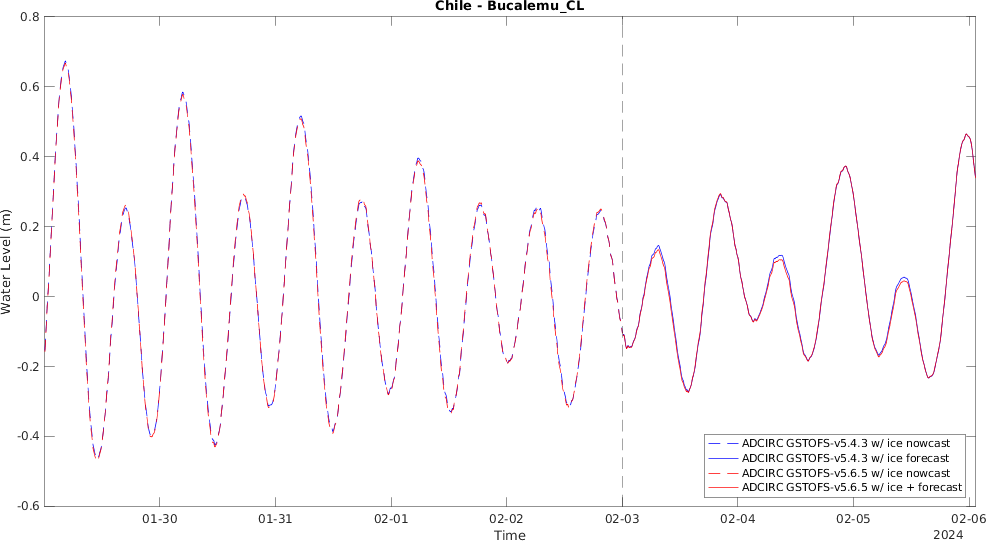 Chile - Bucalemu_CL
Water Level (m)
0.8
0.6
0.4
0.2
0
-0.2
-0.4
-0.6
ADCIRC GSTOFS-v5.4.3 w/ ice nowcast
ADCIRC GSTOFS-v5.4.3 w/ ice forecast
ADCIRC GSTOFS-v5.6.5 w/ ice nowcast
ADCIRC GSTOFS-v5.6.5 w/ ice + forecast
01-30 01-31 02-01 02-02 02-03 02-04 02-05 02-06
Time
2024